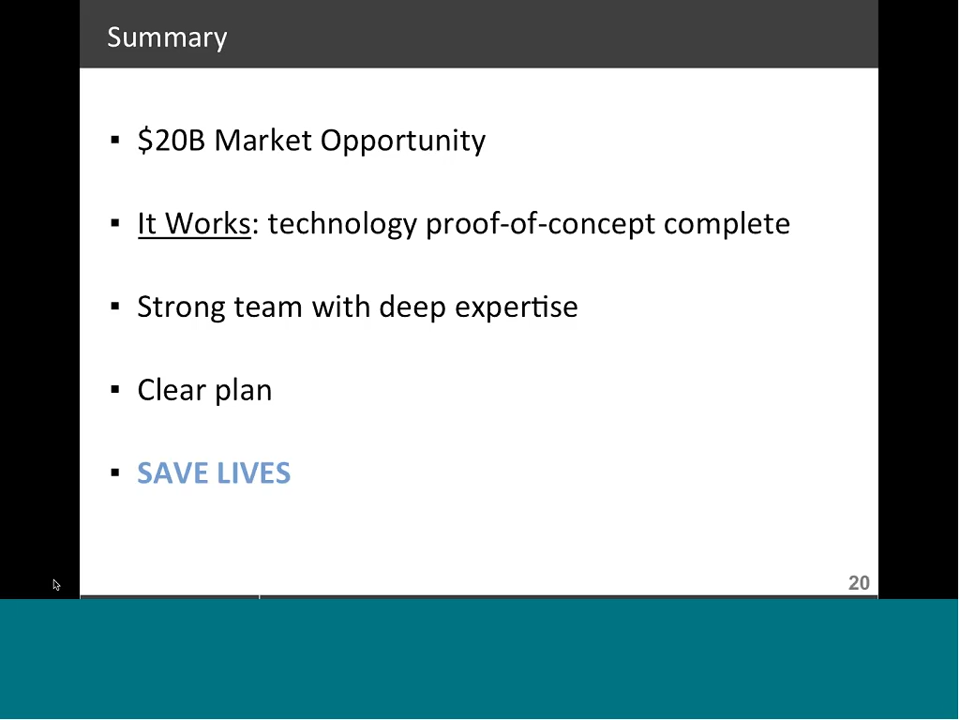 Summary
▪ $20B Market Opportunity
▪ It Works: technology proof-of-concept complete
▪ Strong team with deep expertise
▪ Clear plan
▪ SAVE LIVES
20